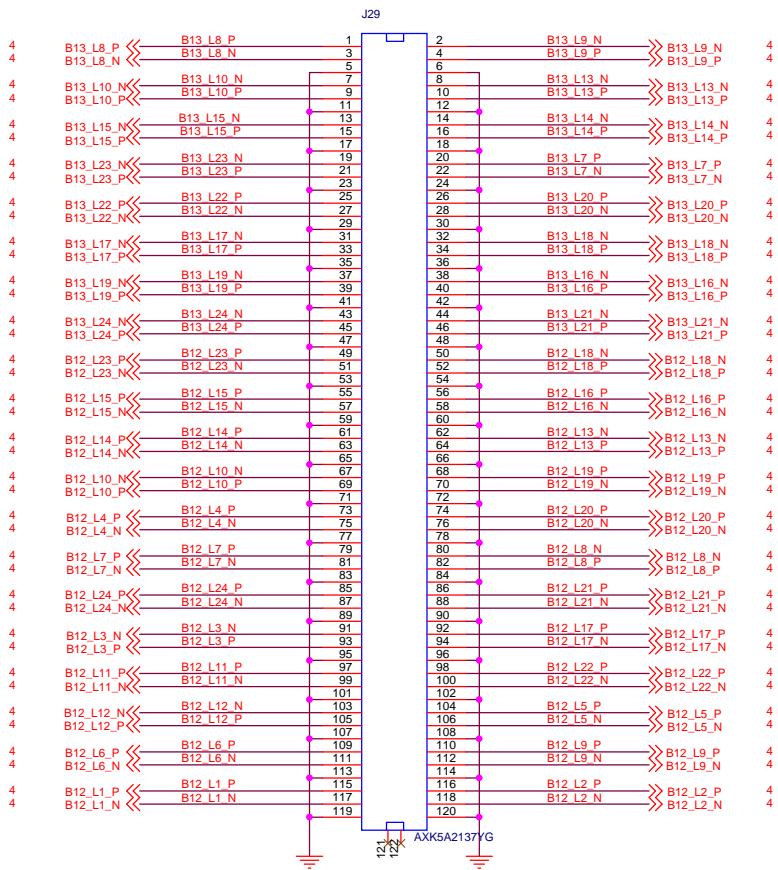 J29
4 B13_L8_P B13_L8_P 1 2 B13_L9_N B13_L9_N 4
4 B13_L8_N B13_L8_N 3 4 B13_L9_P B13_L9_P 4
5 6
4 B13_L10_N B13_L10_N 7 8 B13_L13_N B13_L13_N 4
4 B13_L10_P B13_L10_P 9 10 B13_L13_P B13_L13_P 4
11 12
4 B13_L15_N B13_L15_N 13 14 B13_L14_N B13_L14_N 4
4 B13_L15_P B13_L15_P 15 16 B13_L14_P B13_L14_P 4
17 18
4 B13_L23_N B13_L23_N 19 20 B13_L7_P B13_L7_P 4
4 B13_L23_P B13_L23_P 21 22 B13_L7_N B13_L7_N 4
23 24
4 B13_L22_P B13_L22_P 25 26 B13_L20_P B13_L20_P 4
4 B13_L22_N B13_L22_N 27 28 B13_L20_N B13_L20_N 4
29 30
4 B13_L17_N B13_L17_N 31 32 B13_L18_N B13_L18_N 4
4 B13_L17_P B13_L17_P 33 34 B13_L18_P B13_L18_P 4
35 36
4 B13_L19_N B13_L19_N 37 38 B13_L16_N B13_L16_N 4
4 B13_L19_P B13_L19_P 39 40 B13_L16_P B13_L16_P 4
41 42
4 B13_L24_N B13_L24_N 43 44 B13_L21_N B13_L21_N 4
4 B13_L24_P B13_L24_P 45 46 B13_L21_P B13_L21_P 4
47 48
4 B12_L23_P B12_L23_P 49 50 B12_L18_N B12_L18_N 4
4 B12_L23_N B12_L23_N 51 52 B12_L18_P B12_L18_P 4
53 54
4 B12_L15_P B12_L15_P 55 56 B12_L16_P B12_L16_P 4
4 B12_L15_N B12_L15_N 57 58 B12_L16_N B12_L16_N 4
59 60
4 B12_L14_P B12_L14_P 61 62 B12_L13_N B12_L13_N 4
4 B12_L14_N B12_L14_N 63 64 B12_L13_P B12_L13_P 4
65 66
4 B12_L10_N B12_L10_N 67 68 B12_L19_P B12_L19_P 4
4 B12_L10_P B12_L10_P 69 70 B12_L19_N B12_L19_N 4
71 72
4 B12_L4_P B12_L4_P 73 74 B12_L20_P B12_L20_P 4
4 B12_L4_N B12_L4_N 75 76 B12_L20_N B12_L20_N 4
77 78
4 B12_L7_P B12_L7_P 79 80 B12_L8_N B12_L8_N 4
4 B12_L7_N B12_L7_N 81 82 B12_L8_P B12_L8_P 4
83 84
4 B12_L24_P B12_L24_P 85 86 B12_L21_P B12_L21_P 4
4 B12_L24_N B12_L24_N 87 88 B12_L21_N B12_L21_N 4
89 90
4 B12_L3_N B12_L3_N 91 92 B12_L17_P B12_L17_P 4
4 B12_L3_P B12_L3_P 93 94 B12_L17_N B12_L17_N 4
95 96
4 B12_L11_P B12_L11_P 97 98 B12_L22_P B12_L22_P 4
4 B12_L11_N B12_L11_N 99 100 B12_L22_N B12_L22_N 4
101 102
4 B12_L12_N B12_L12_N 103 104 B12_L5_P B12_L5_P 4
4 B12_L12_P B12_L12_P 105 106 B12_L5_N B12_L5_N 4
107 108
4 B12_L6_P B12_L6_P 109 110 B12_L9_P B12_L9_P 4
4 B12_L6_N B12_L6_N 111 112 B12_L9_N B12_L9_N 4
113 114
4 B12_L1_P B12_L1_P 115 116 B12_L2_P B12_L2_P 4
4 B12_L1_N B12_L1_N 117 118 B12_L2_N B12_L2_N 4
119 120
AXK5A2137YG
121
122